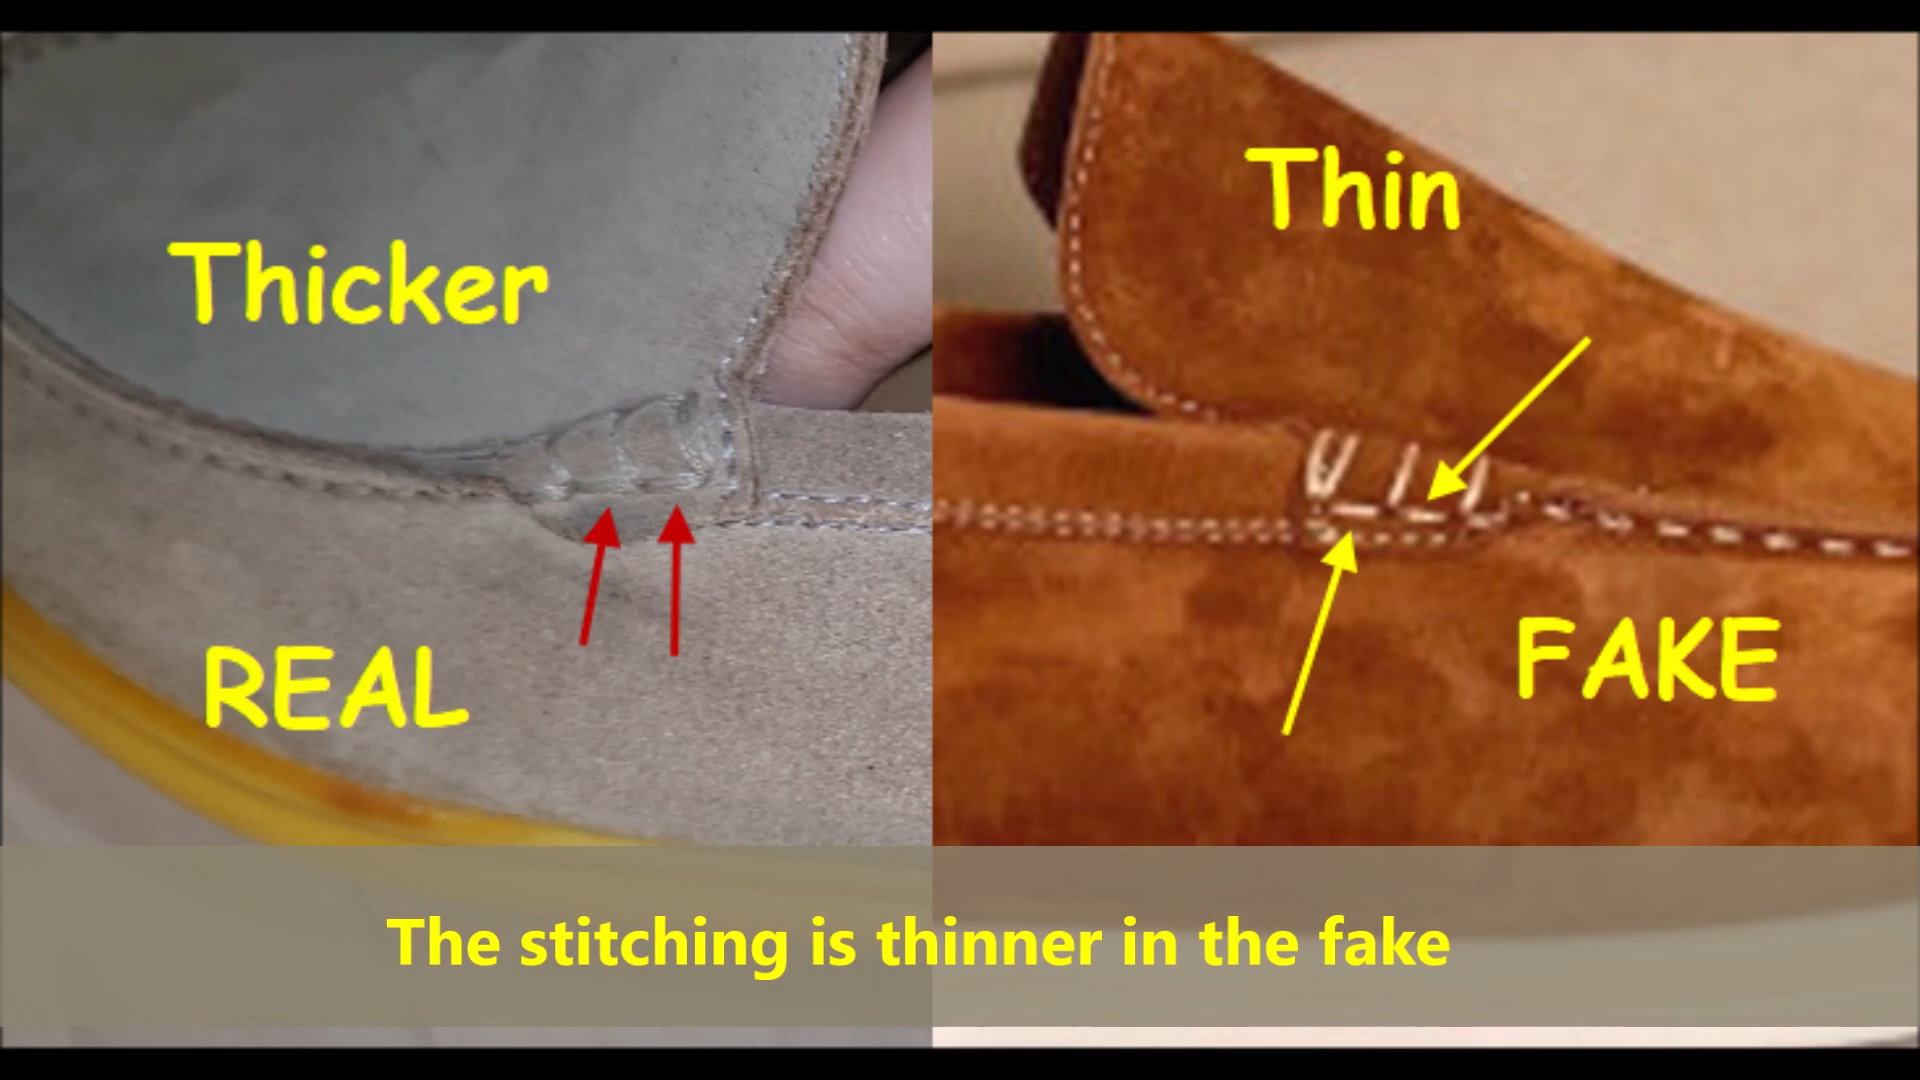 Thicker
REAL
Thin
FAKE
The stitching is thinner in the fake